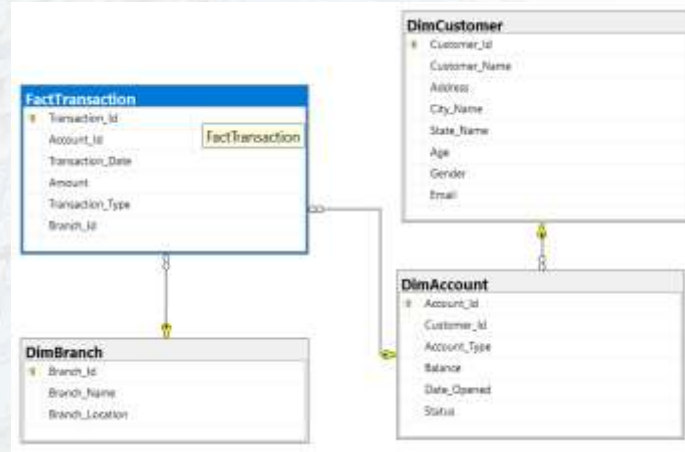 DimCustomer
Customer_Id
Customer_Name
Address
City_Name
State_Name
Age
Gender
Email
FactTransaction
Transaction_Id
Account_Id
FactTransaction
Transaction_Date
Amount
Transaction_Type
Branch_Id
DimAccount
Account_Id
Customer_Id
Account_Type
Balance
Date_Opened
Status
DimBranch
Branch_Id
Branch_Name
Branch_Location